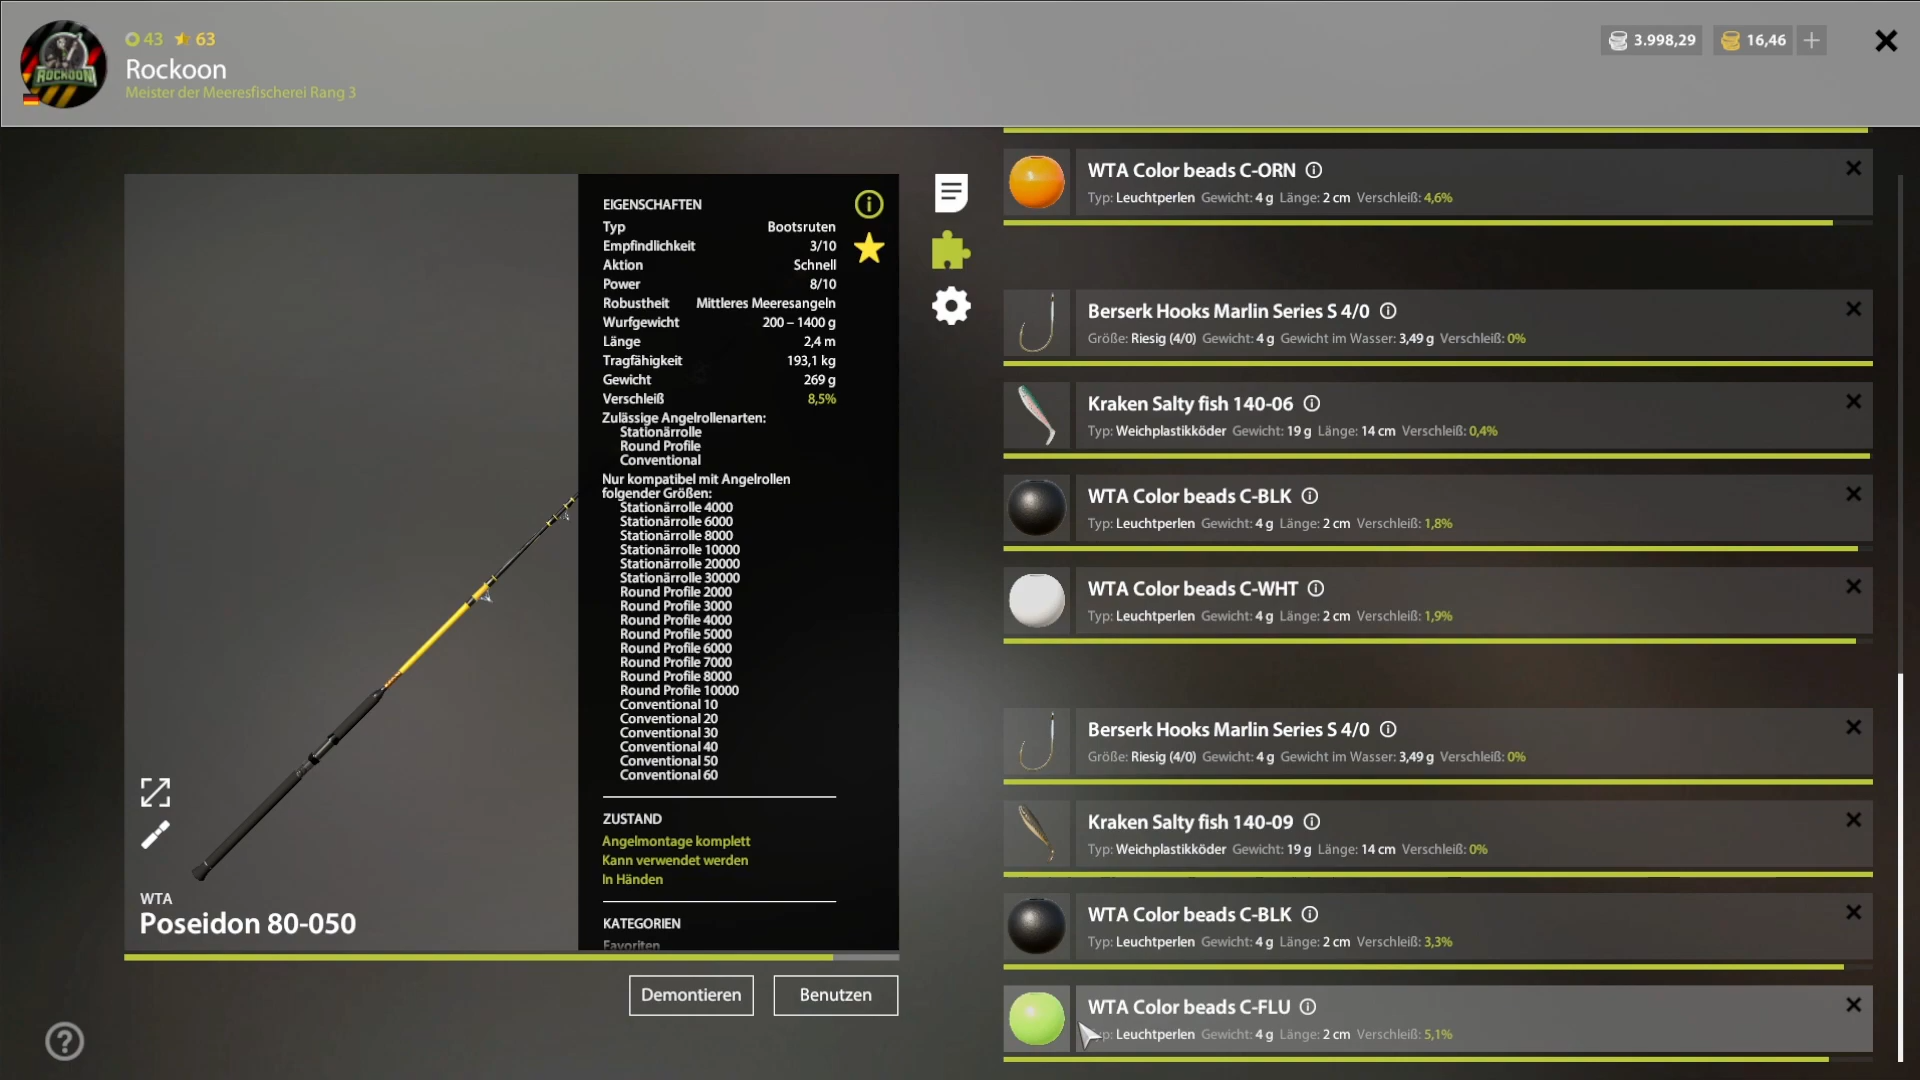 43 63
Rockoon
Meister der Meeresfischerei Rang 3
ROCKOON
3.998,29 16,46
EIGENSCHAFTEN
Typ Bootsruten
Empfindlichkeit 3/10
Aktion Schnell
Power 8/10
Robustheit Mittleres Meeresangeln
Wurfgewicht 200 – 1400 g
Länge 2,4 m
Tragfähigkeit 193,1 kg
Gewicht 269 g
Verschleiß 8,5%
Zulässige Angelrollenarten:
Stationärrolle
Round Profile
Conventional
Nur kompatibel mit Angelrollen
folgender Größen:
Stationärrolle 4000
Stationärrolle 6000
Stationärrolle 8000
Stationärrolle 10000
Stationärrolle 20000
Stationärrolle 30000
Round Profile 2000
Round Profile 3000
Round Profile 4000
Round Profile 5000
Round Profile 6000
Round Profile 7000
Round Profile 8000
Round Profile 10000
Conventional 10
Conventional 20
Conventional 30
Conventional 40
Conventional 50
Conventional 60
ZUSTAND
Angelmontage komplett
Kann verwendet werden
In Händen
KATEGORIEN
Favoriten
WTA
Poseidon 80-050
Demontieren Benutzen
WTA Color beads C-ORN
Typ: Leuchtperlen Gewicht: 4 g Länge: 2 cm Verschleiß: 4,6%
Berserk Hooks Marlin Series S 4/0
Größe: Riesig (4/0) Gewicht: 4 g Gewicht im Wasser: 3,49 g Verschleiß: 0%
Kraken Salty fish 140-06
Typ: Weichplastikköder Gewicht: 19 g Länge: 14 cm Verschleiß: 0,4%
WTA Color beads C-BLK
Typ: Leuchtperlen Gewicht: 4 g Länge: 2 cm Verschleiß: 1,8%
WTA Color beads C-WHT
Typ: Leuchtperlen Gewicht: 4 g Länge: 2 cm Verschleiß: 1,9%
Berserk Hooks Marlin Series S 4/0
Größe: Riesig (4/0) Gewicht: 4 g Gewicht im Wasser: 3,49 g Verschleiß: 0%
Kraken Salty fish 140-09
Typ: Weichplastikköder Gewicht: 19 g Länge: 14 cm Verschleiß: 0%
WTA Color beads C-BLK
Typ: Leuchtperlen Gewicht: 4 g Länge: 2 cm Verschleiß: 3,3%
WTA Color beads C-FLU
Typ: Leuchtperlen Gewicht: 4 g Länge: 2 cm Verschleiß: 5,1%